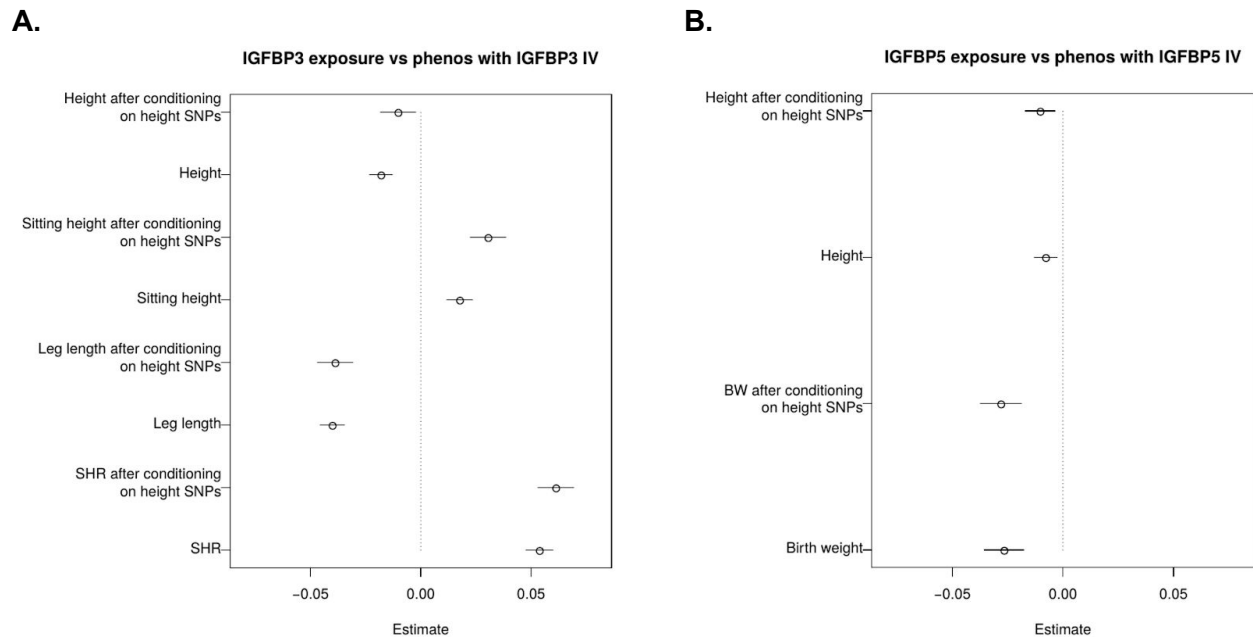 A.
IGFBP3 exposure vs phenos with IGFBP3 IV
Height after conditioning
on height SNPs
Height
Sitting height after conditioning
on height SNPs
Sitting height
Leg length after conditioning
on height SNPs
Leg length
SHR after conditioning
on height SNPs
SHR
−0.05 0.00 0.05
Estimate
B.
IGFBP5 exposure vs phenos with IGFBP5 IV
Height after conditioning
on height SNPs
Height
BW after conditioning
on height SNPs
Birth weight
−0.05 0.00 0.05
Estimate